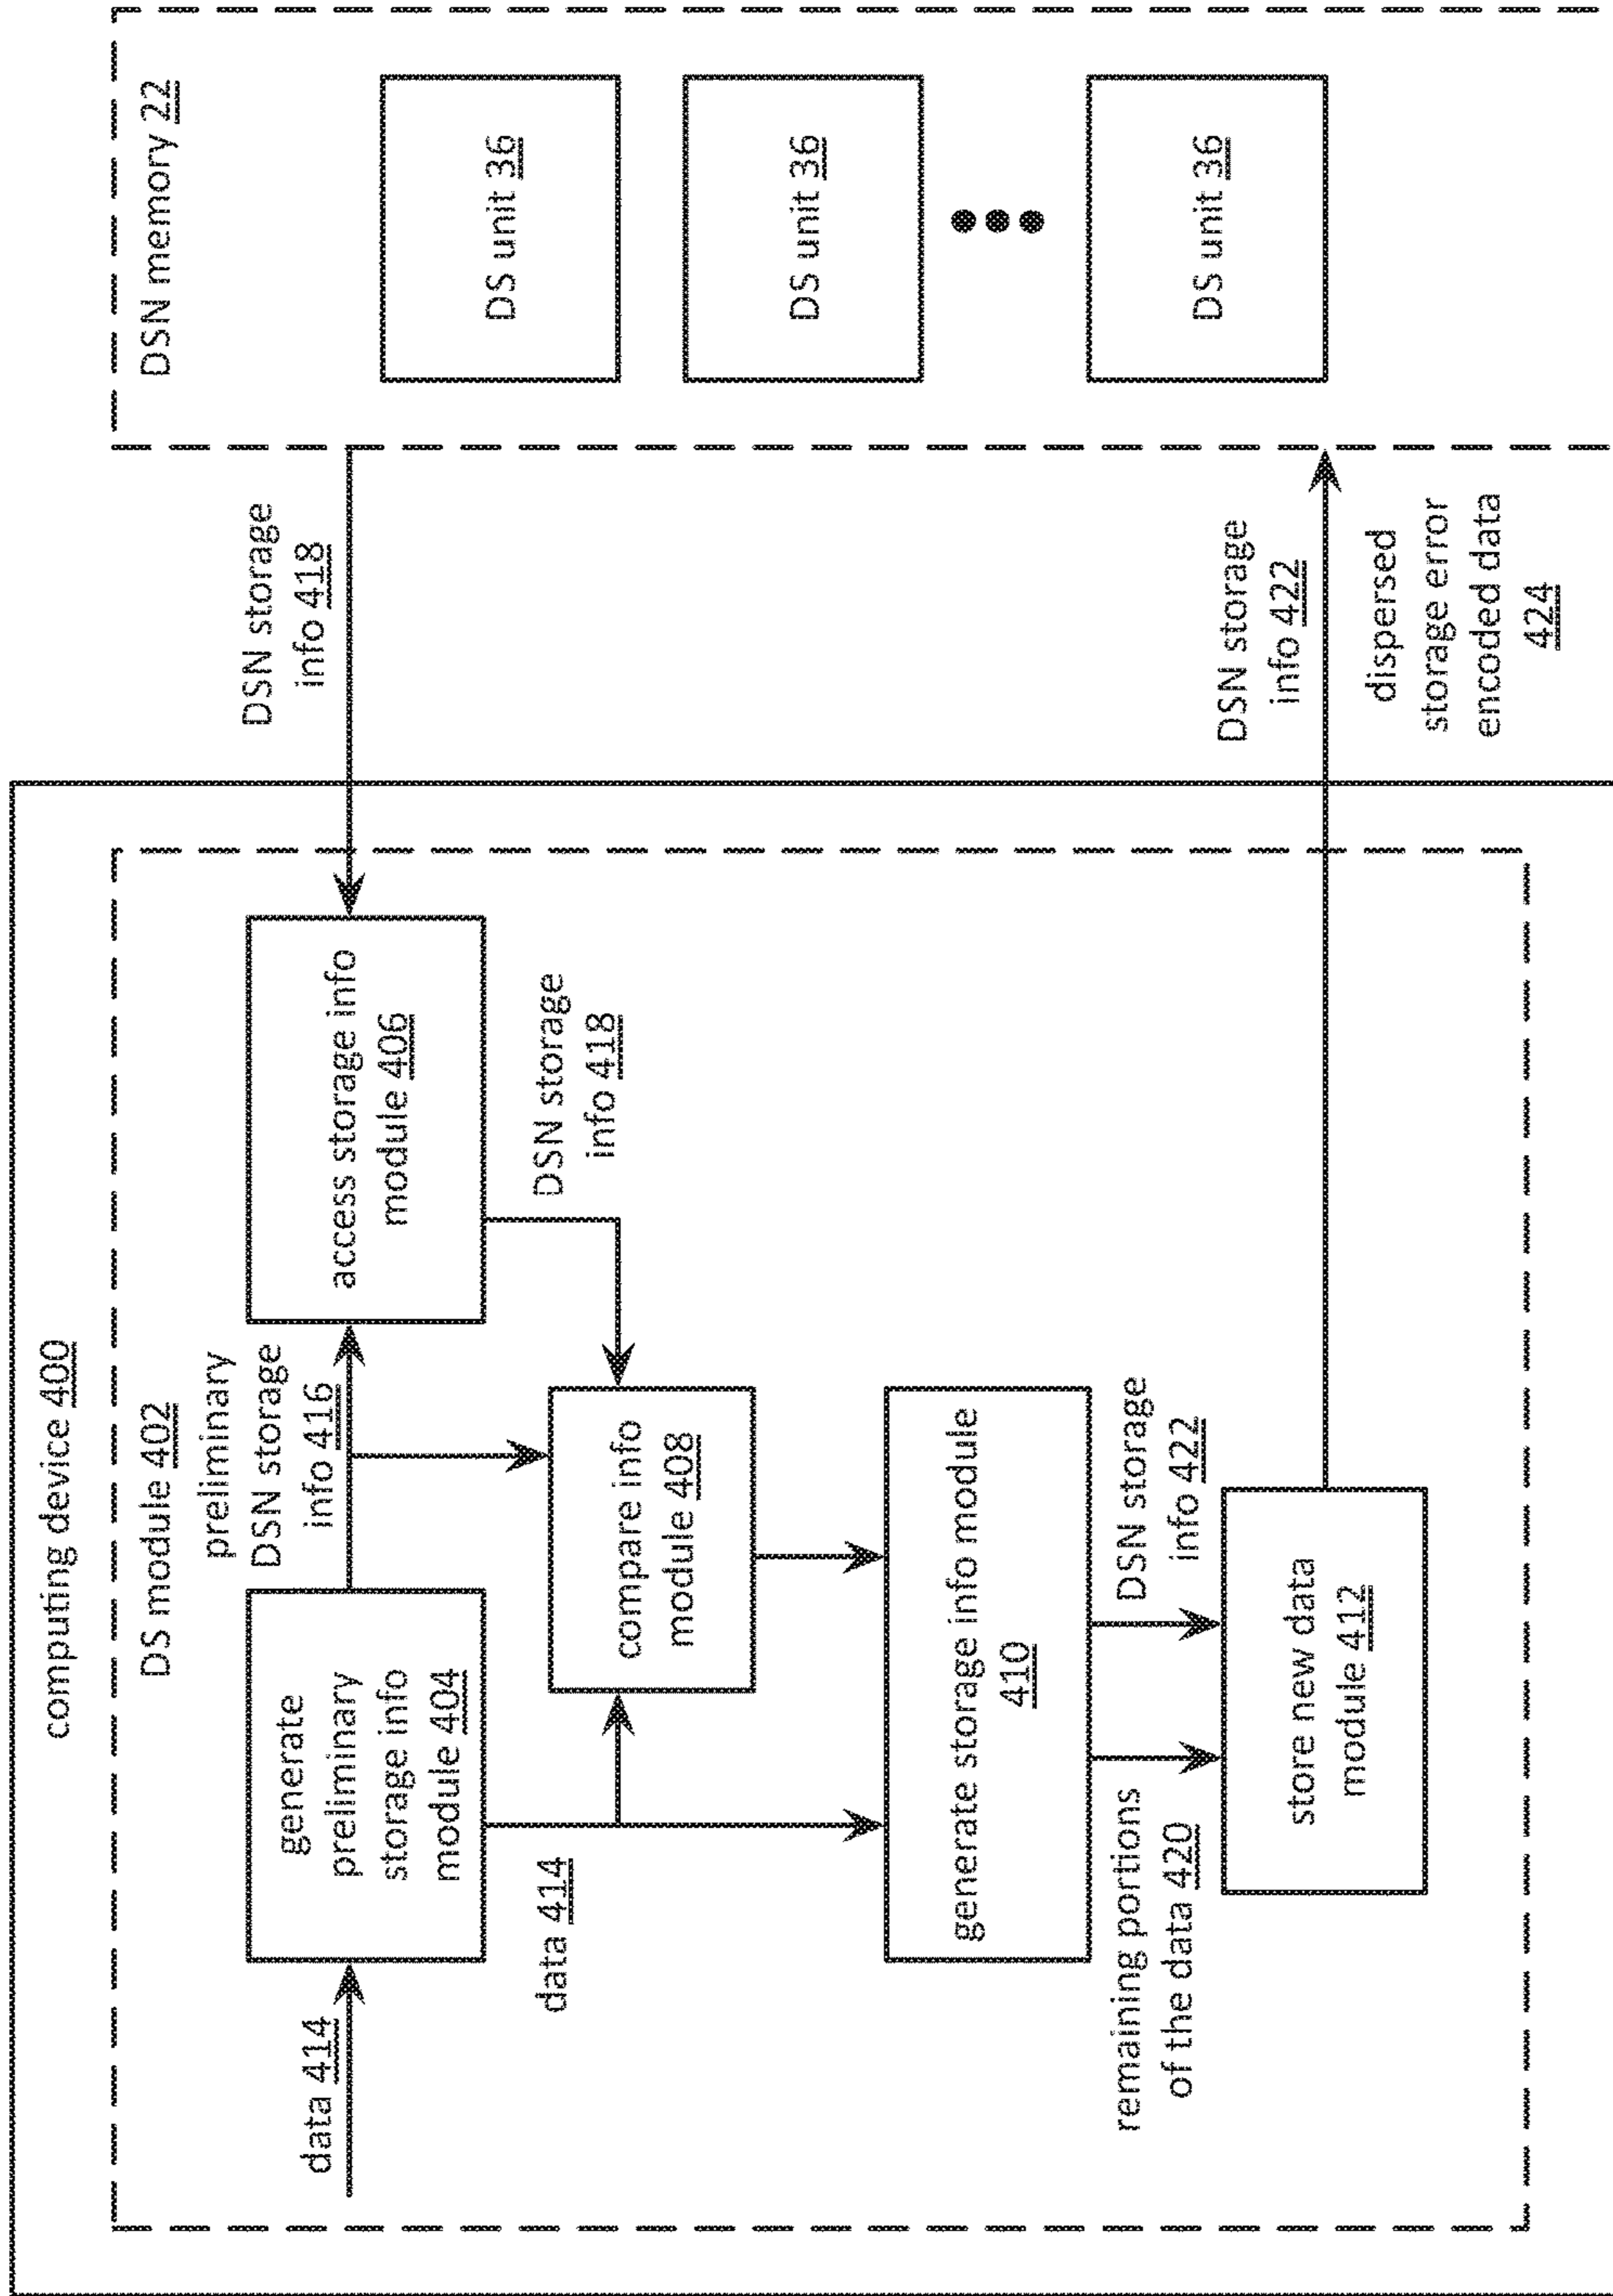 computing device 400
DS module 402
data 414
generate
preliminary
storage info
module 404
preliminary
DSN storage
info 416
access storage info
module 406
DSN storage
info 418
data 414
compare info
module 408
DSN storage
info 418
generate storage info module
410
remaining portions
of the data 420
DSN storage
info 422
store new data
module 412
DSN storage
info 422
dispersed
storage error
encoded data
424
DSN memory 22
DS unit 36
DS unit 36
DS unit 36